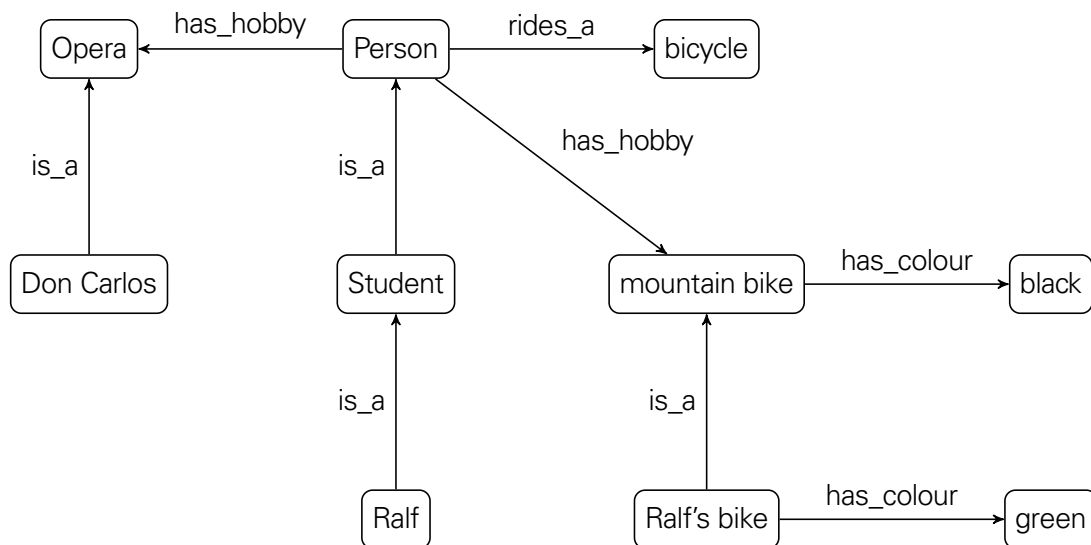 has_hobby
rides_a
Opera
Person
bicycle
has_hobby
is_a
is_a
has_colour
Don Carlos
Student
mountain bike
black
is_a
is_a
has_colour
Ralf
Ralf's bike
green